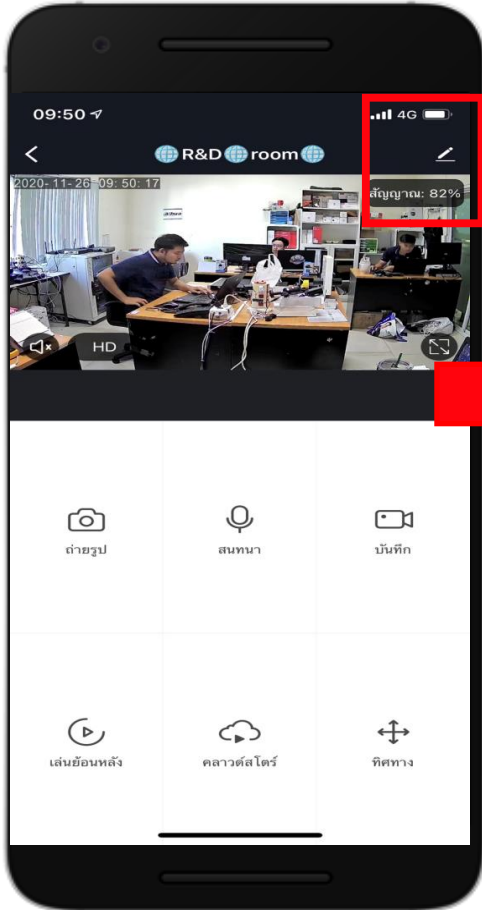 09:50 4G
R&D room
2020-11-26 09:50:17
สัญญาณ: 82%
HD
ถ่ายรูป สนทนา บันทึก
เล่นย้อนหลัง คลาวด์สโตร์ ทิศทาง